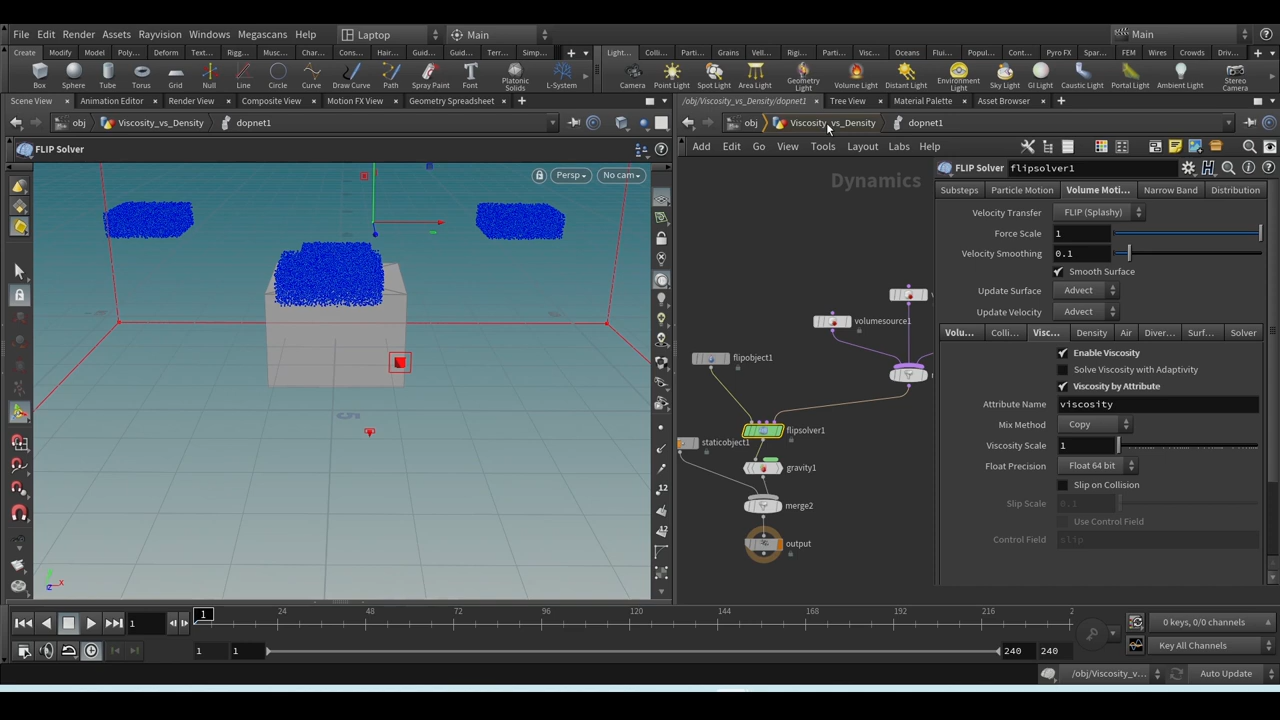 File Edit Render Assets Rayvision Windows Megascans Help Laptop Main Main
Create Modify Model Poly... Deform Text... Rigg... Musc... Char... Cons... Hair... Guid... Guid... Terr... Simp... Light... Colli... Parti... Grains Vell... Rigi... Parti... Visc... Oceans Flui... Popul... Cont... Pyro FX Spar... FEM Wires Crowds Driv...
Box Sphere Tube Torus Grid Null Line Circle Curve Draw Curve Path Spray Paint Font Platonic Solids L-System Camera Point Light Spot Light Area Light Geometry Light Volume Light Distant Light Environment Light Sky Light GI Light Caustic Light Portal Light Ambient Light Stereo Camera
Scene View Animation Editor Render View Composite View Motion FX View Geometry Spreadsheet /obj/Viscosity_vs_Density/dopnet1 Tree View Material Palette Asset Browser
obj Viscosity_vs_Density dopnet1 obj Viscosity_vs_Density dopnet1
FLIP Solver Add Edit Go View Tools Layout Labs Help
Persp No cam
Dynamics
FLIP Solver flipsolver1
Substeps Particle Motion Volume Moti... Narrow Band Distribution
Velocity Transfer FLIP (Splashy)
Force Scale 1
Velocity Smoothing 0.1
Smooth Surface
Update Surface Advect
Update Velocity Advect
Volu... Colli... Visc... Density Air Diver... Surf... Solver
Enable Viscosity
Solve Viscosity with Adaptivity
Viscosity by Attribute
Attribute Name viscosity
Mix Method Copy
Viscosity Scale 1
Float Precision Float 64 bit
Slip on Collision
Slip Scale 0.1
Use Control Field
Control Field slip
volumesource1
flipobject1
flipsolver1
staticobject1
gravity1
merge2
output
12
12
x
z
1 1 24 48 72 96 120 144 168 192 216 2
0 keys, 0/0 channels
1 1 240 240 Key All Channels
/obj/Viscosity_v... Auto Update